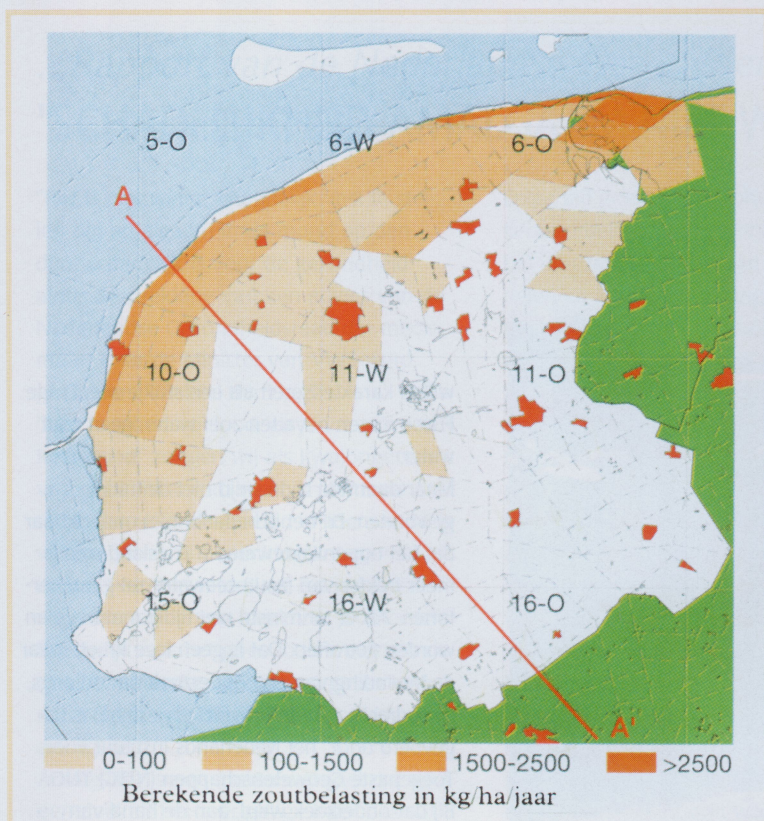 5-O 6-W 6-O
A
10-O 11-W 11-O
15-O 16-W 16-O
A'
0-100 100-1500 1500-2500 >2500
Berekende zoutbelasting in kg/ha/jaar